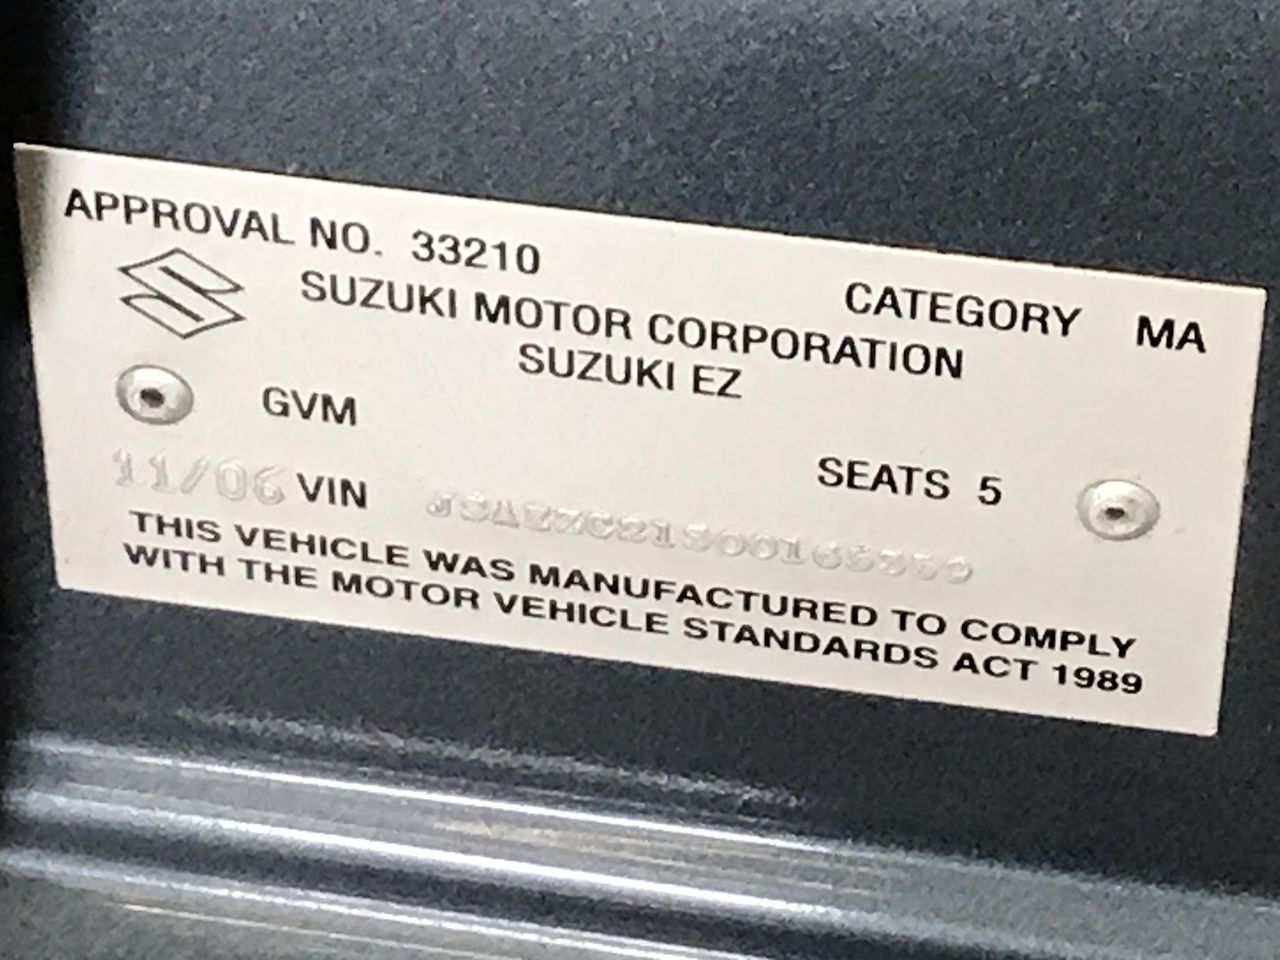 APPROVAL NO. 33210
CATEGORY MA
SUZUKI MOTOR CORPORATION
SUZUKI EZ
GVM
SEATS 5
11/06 VIN
THIS VEHICLE WAS MANUFACTURED TO COMPLY
WITH THE MOTOR VEHICLE STANDARDS ACT 1989